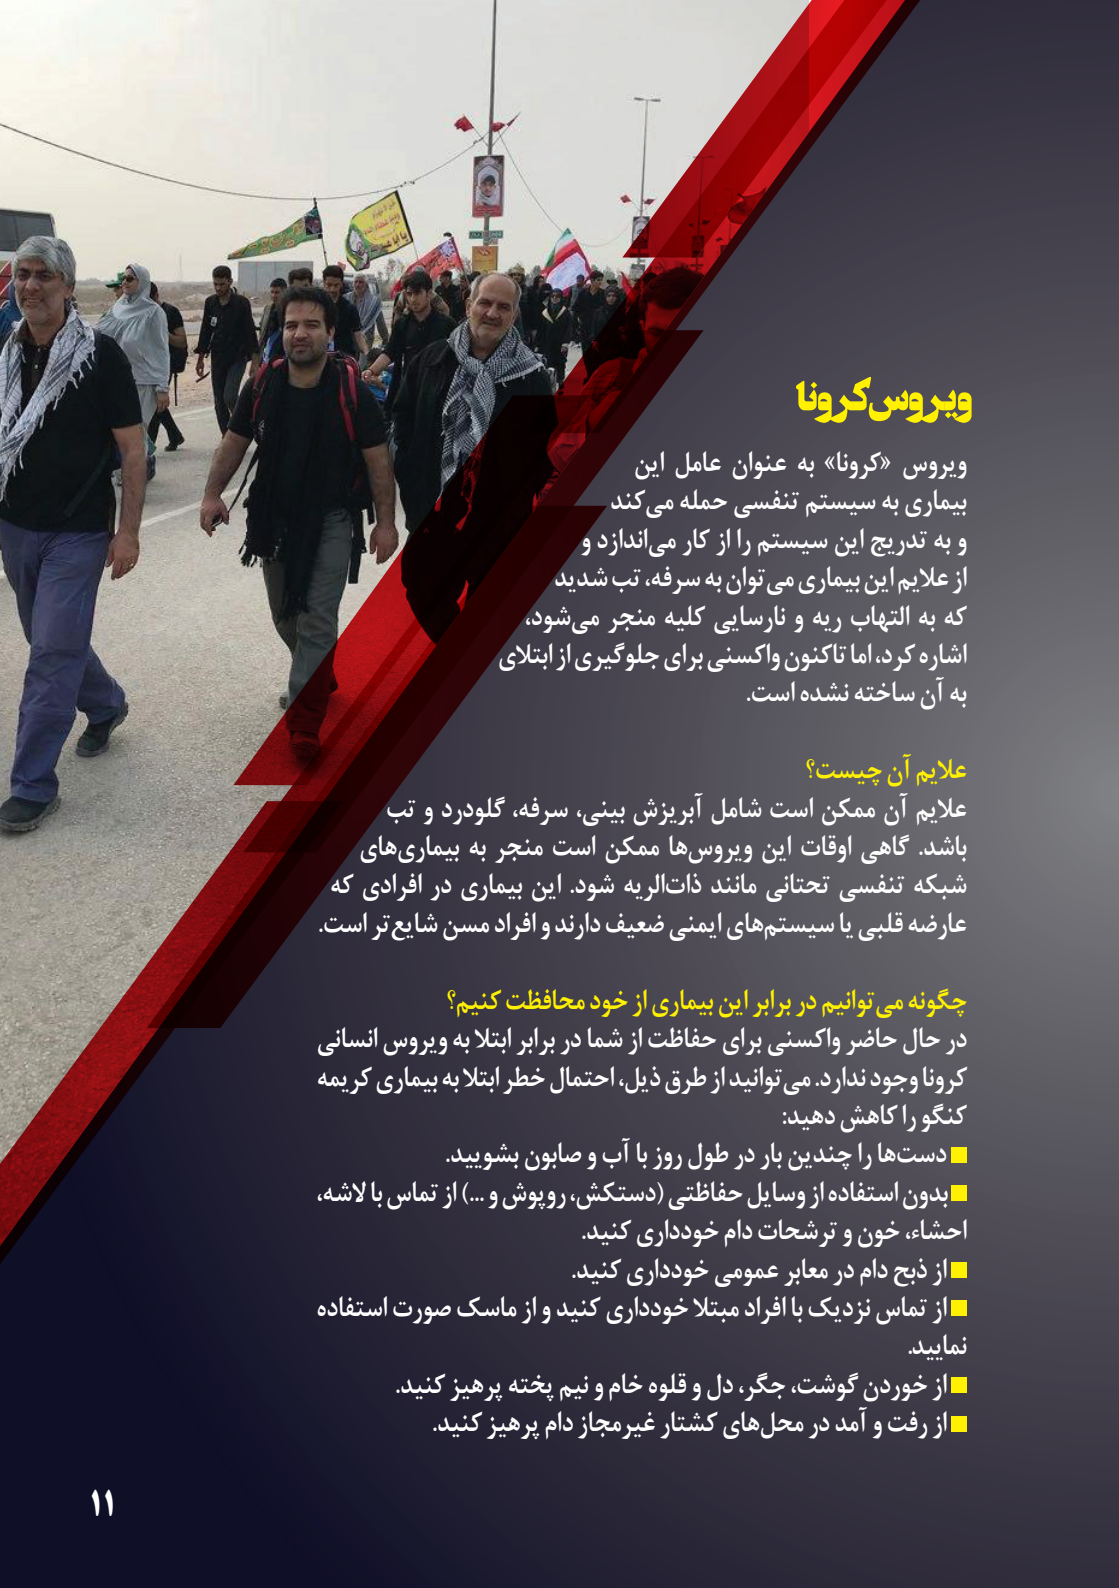 ویروس‌کرونا
ویروس «کرونا» به عنوان عامل این
بیماری به سیستم تنفسی حمله می‌کند
و به تدریج این سیستم را از کار می‌اندازد و
از علایم این بیماری می‌توان به سرفه، تب شدید
که به التهاب ریه و نارسایی کلیه منجر می‌شود،
اشاره کرد، اما تاکنون واکسنی برای جلوگیری از ابتلای
به آن ساخته نشده است.
علایم آن چیست؟
علایم آن ممکن است شامل آبریزش بینی، سرفه، گلودرد و تب
باشد. گاهی اوقات این ویروس‌ها ممکن است منجر به بیماری‌های
شبکه تنفسی تحتانی مانند ذات‌الریه شود. این بیماری در افرادی که
عارضه قلبی یا سیستم‌های ایمنی ضعیف دارند و افراد مسن شایع‌تر است.
چگونه می‌توانیم در برابر این بیماری از خود محافظت کنیم؟
در حال حاضر واکسنی برای حفاظت از شما در برابر ابتلا به ویروس انسانی
کرونا وجود ندارد. می‌توانید از طرق ذیل، احتمال خطر ابتلا به بیماری کریمه
کنگو را کاهش دهید:
■ دست‌ها را چندین بار در طول روز با آب و صابون بشویید.
■ بدون استفاده از وسایل حفاظتی (دستکش، روپوش و ...) از تماس با لاشه،
احشاء، خون و ترشحات دام خودداری کنید.
■ از ذبح دام در معابر عمومی خودداری کنید.
■ از تماس نزدیک با افراد مبتلا خودداری کنید و از ماسک صورت استفاده
نمایید.
■ از خوردن گوشت، جگر، دل و قلوه خام و نیم پخته پرهیز کنید.
■ از رفت و آمد در محل‌های کشتار غیرمجاز دام پرهیز کنید.
۱۱